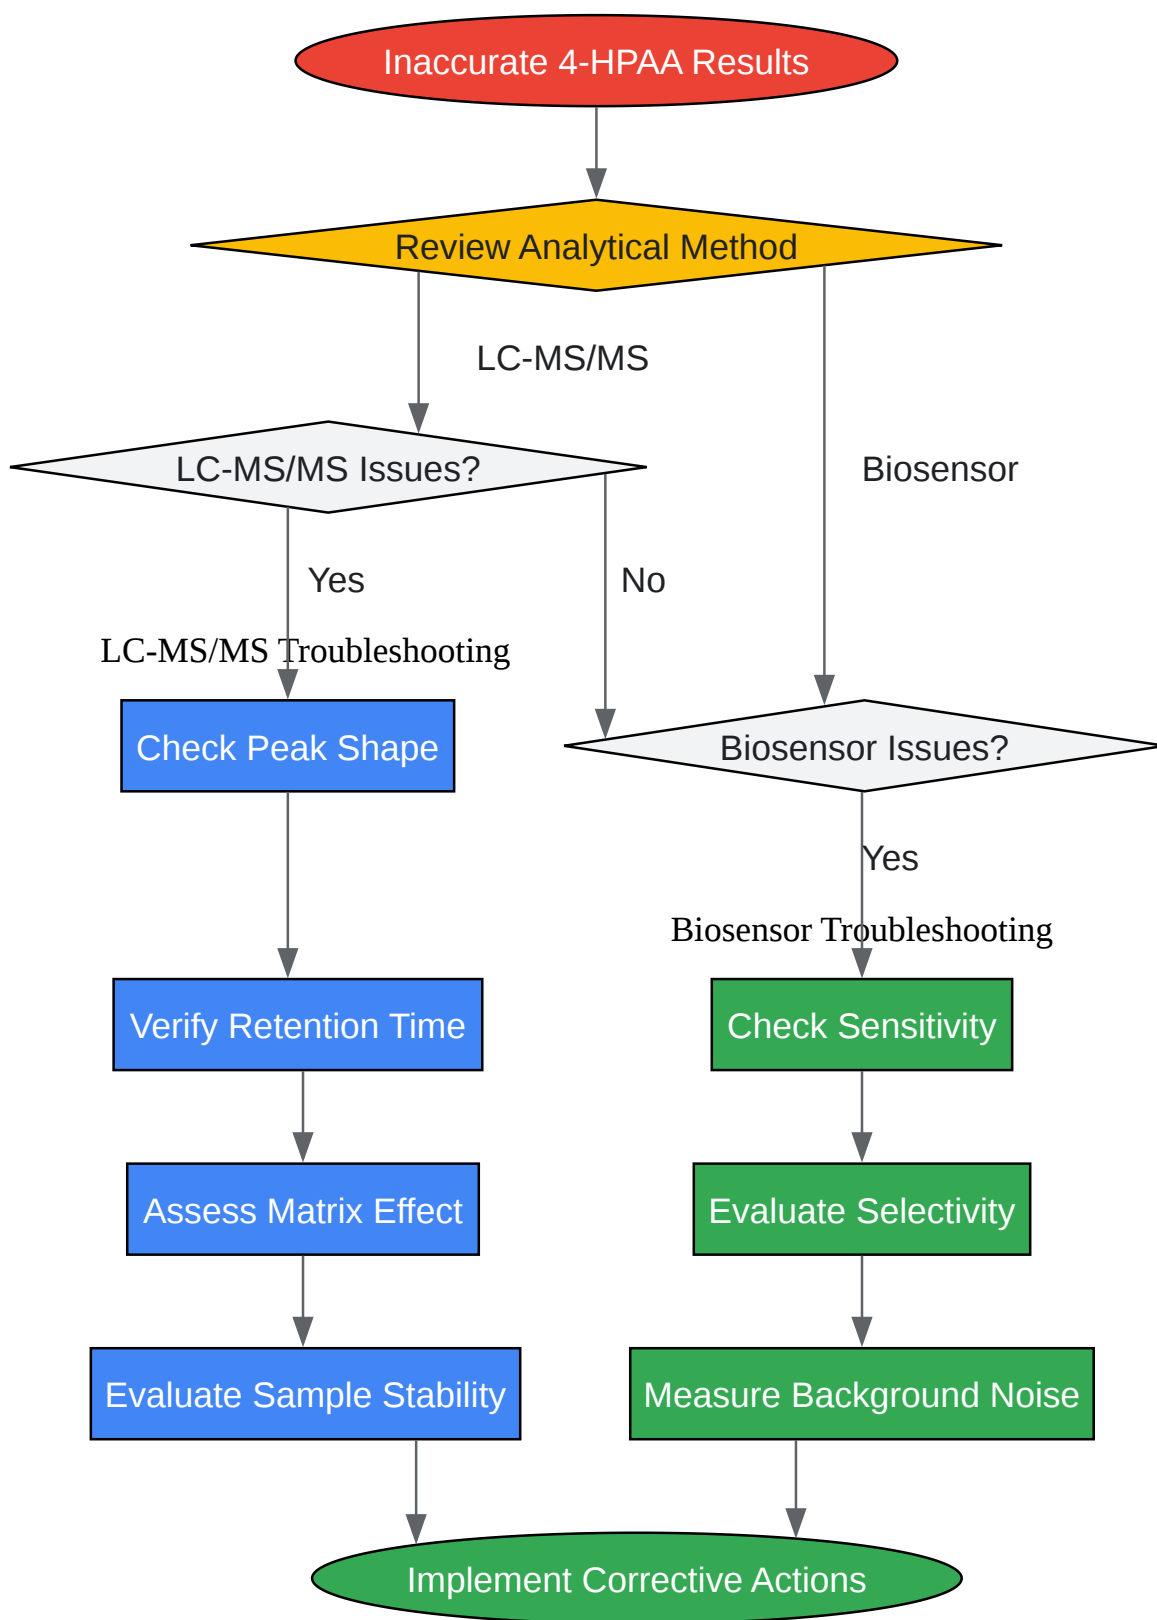 Inaccurate 4-HPAA Results
Review Analytical Method
LC-MS/MS
LC-MS/MS Issues?
Biosensor
Yes
No
LC-MS/MS Troubleshooting
Check Peak Shape
Biosensor Issues?
Yes
Biosensor Troubleshooting
Verify Retention Time
Check Sensitivity
Assess Matrix Effect
Evaluate Selectivity
Evaluate Sample Stability
Measure Background Noise
Implement Corrective Actions